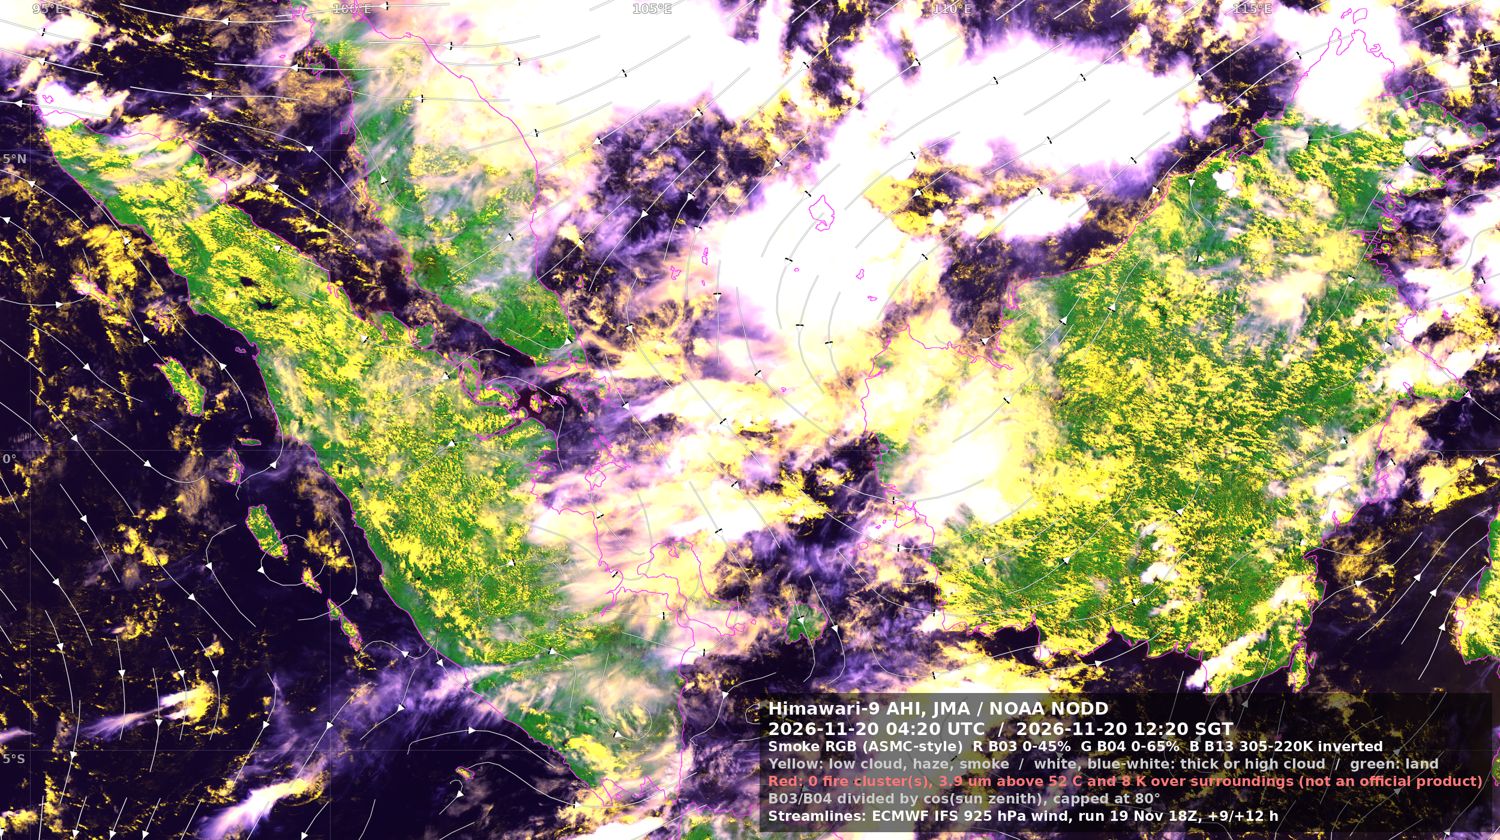 95°E 100°E 105°E 110°E 115°E
5°N
0°
5°S
Himawari-9 AHI, JMA / NOAA NODD
2026-11-20 04:20 UTC / 2026-11-20 12:20 SGT
Smoke RGB (ASMC-style) R B03 0-45% G B04 0-65% B B13 305-220K inverted
Yellow: low cloud, haze, smoke / white, blue-white: thick or high cloud / green: land
Red: 0 fire cluster(s), 3.9 um above 52 C and 8 K over surroundings (not an official product)
B03/B04 divided by cos(sun zenith), capped at 80°
Streamlines: ECMWF IFS 925 hPa wind, run 19 Nov 18Z, +9/+12 h